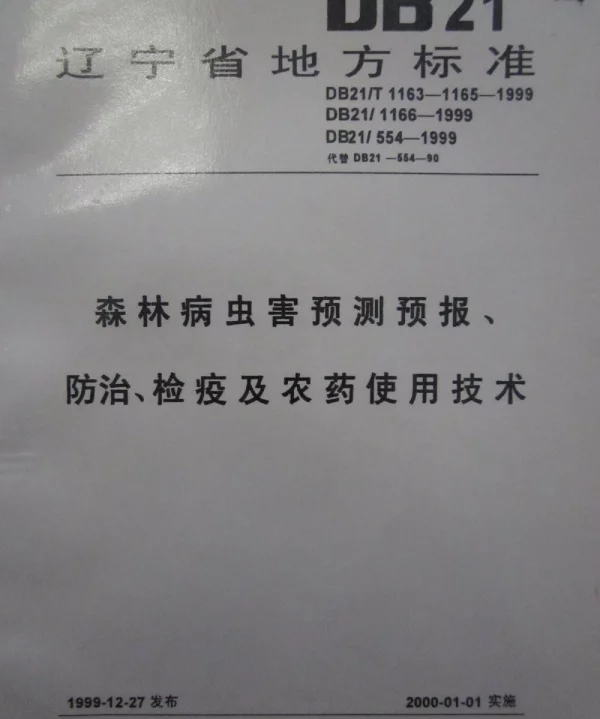 DB21
辽宁省地方标准
DB21/T 1163—1165—1999
DB21/ 1166—1999
DB21/ 554—1999
代替 DB21 —554—90
森林病虫害预测预报、
防治、检疫及农药使用技术
1999-12-27 发布 2000-01-01 实施